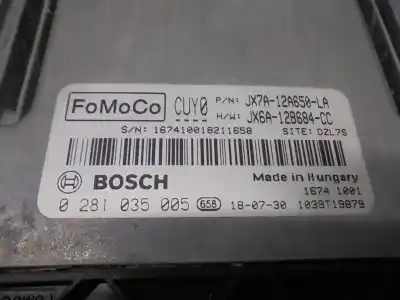 FoMoCo CUY0 P/N: JX7A-12A650-LA
H/W: JX6A-12B684-CC
S/N: 167410018211658 SITE: DZL7S
BOSCH Made in Hungary
1674 1001
0 281 035 005 658 18-07-30 1039T19879